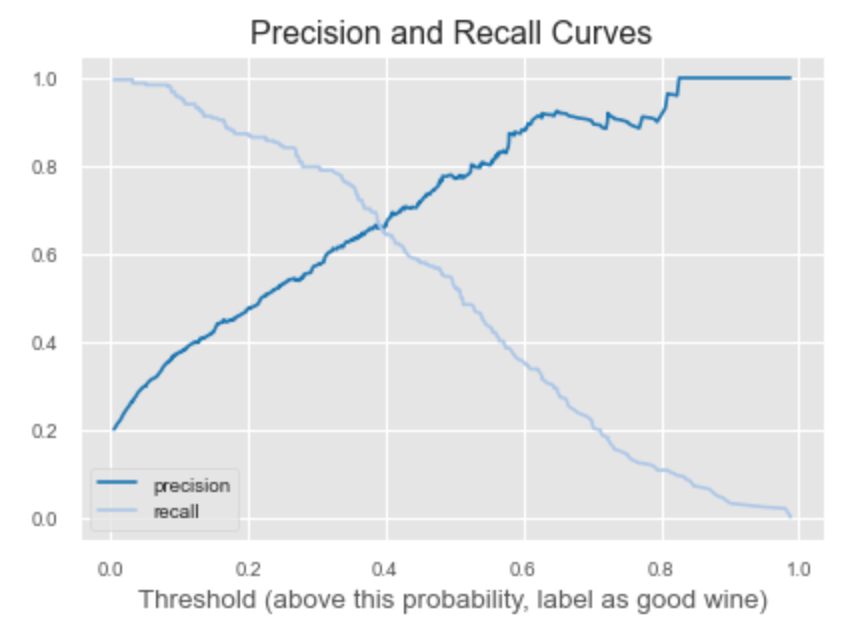 Precision and Recall Curves
1.0
0.8
0.6
0.4
0.2
0.0
precision
recall
0.0 0.2 0.4 0.6 0.8 1.0
Threshold (above this probability, label as good wine)